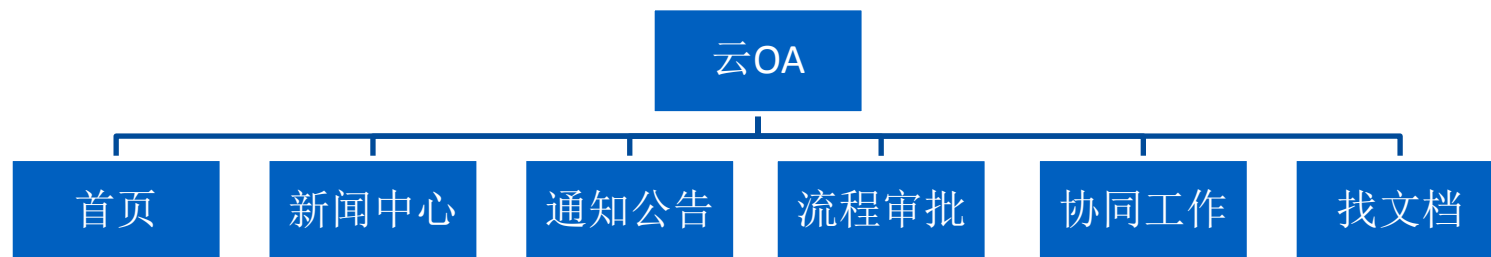 云OA
首页
新闻中心
通知公告
流程审批
协同工作
找文档